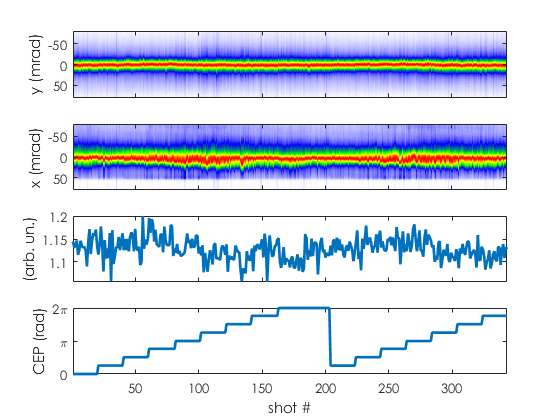 y (mrad)
-50
0
50
x (mrad)
-50
0
50
(arb. un.)
1.2
1.15
1.1
CEP (rad)
2π
π
0
50 100 150 200 250 300
shot #